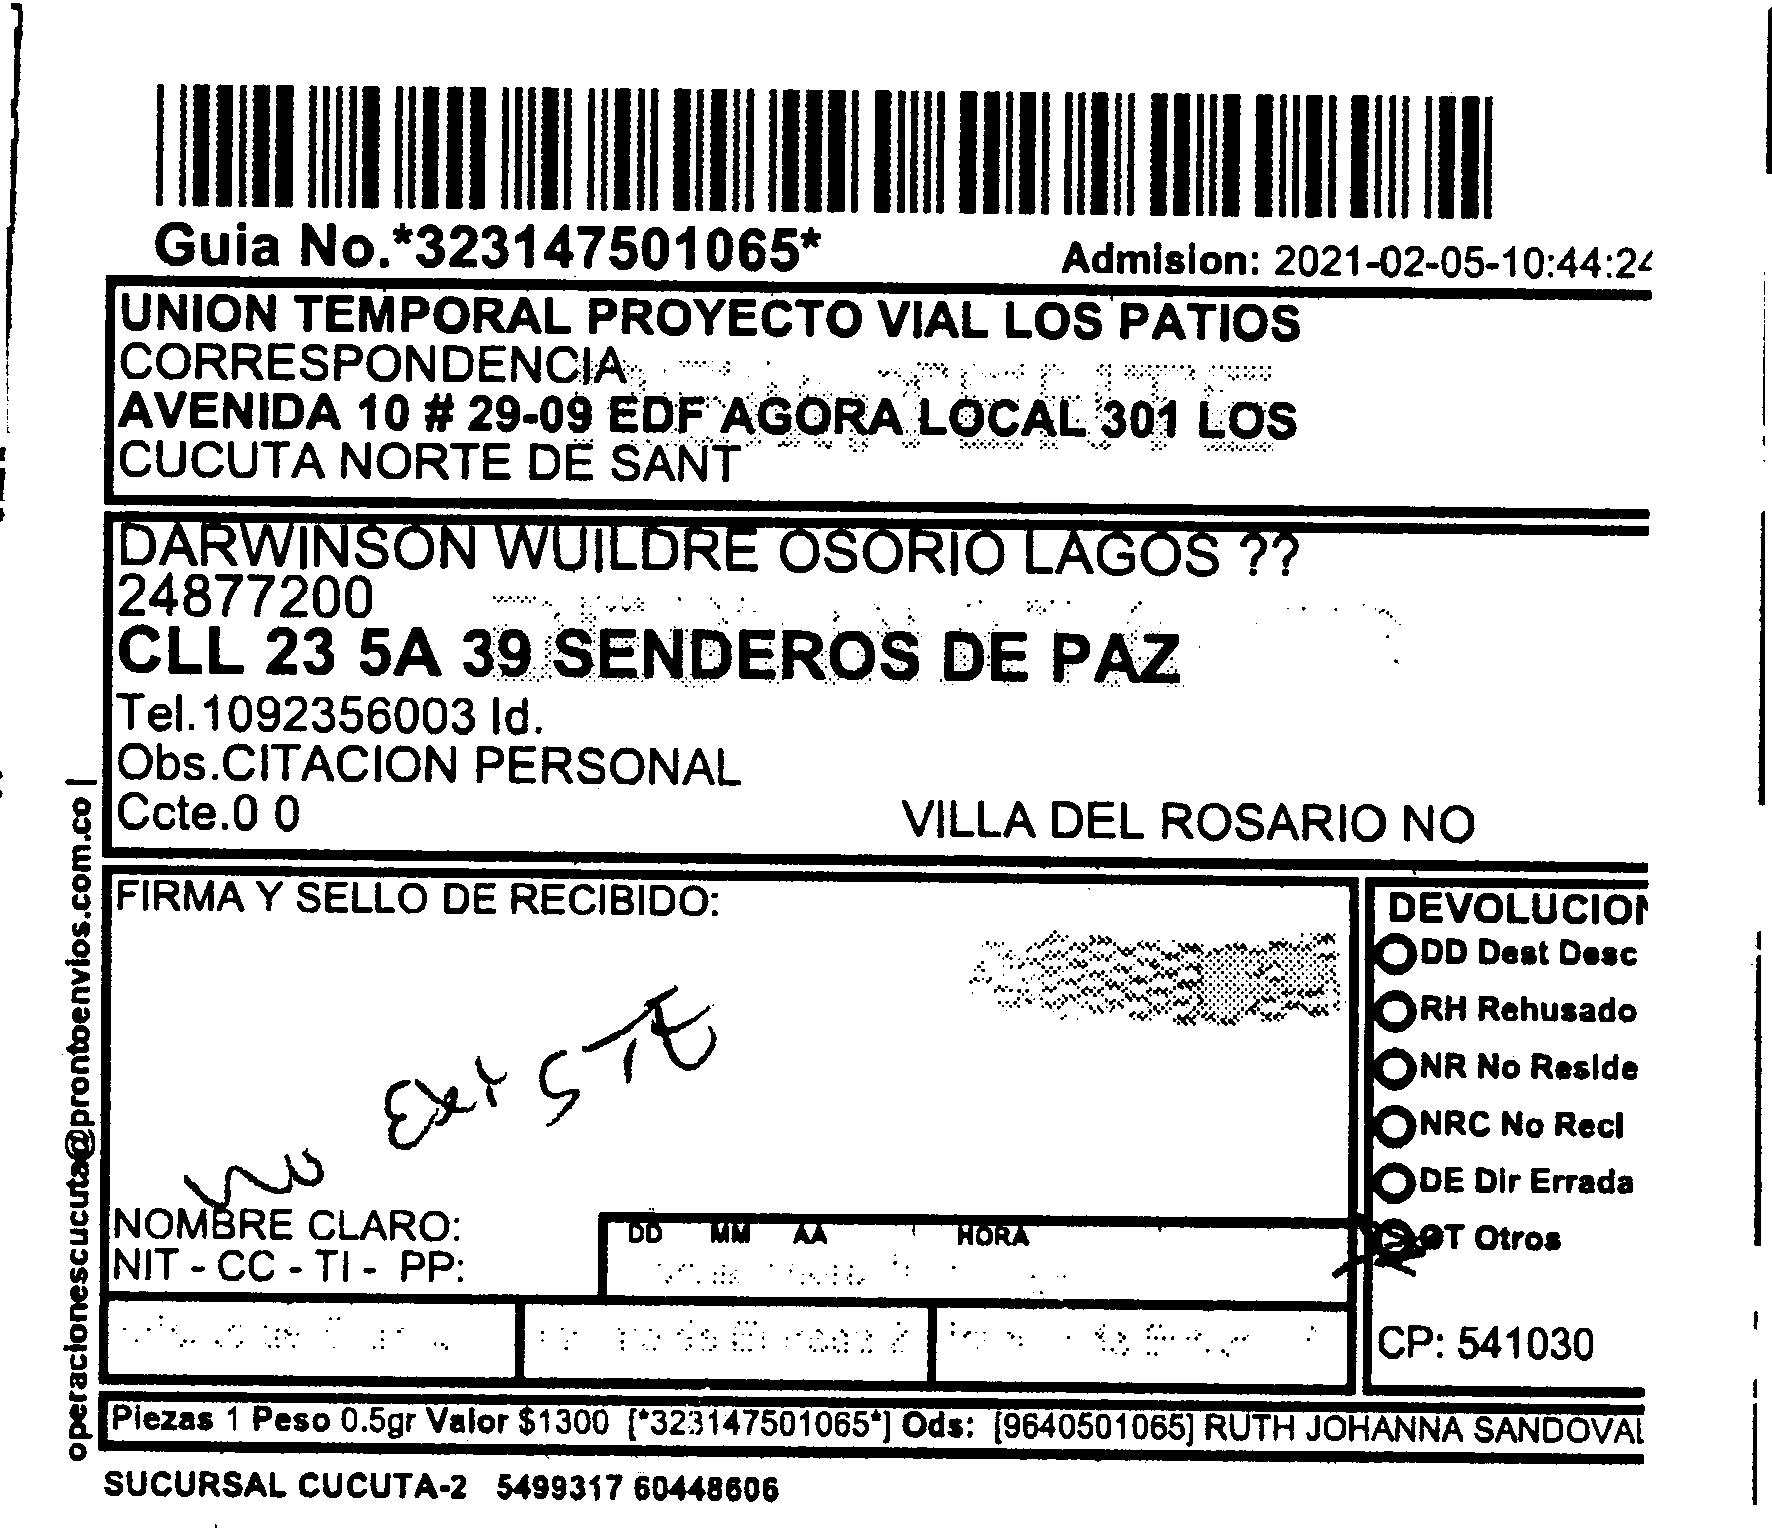 Guia No.*323147501065*
Admision: 2021-02-05-10:44:24
UNION TEMPORAL PROYECTO VIAL LOS PATIOS
CORRESPONDENCIA
AVENIDA 10 # 29-09 EDF AGORA LOCAL 301 LOS
CUCUTA NORTE DE SANT
DARWINSON WUILDRE OSORIO LAGOS ??
24877200
CLL 23 5A 39 SENDEROS DE PAZ
Tel.1092356003 Id.
Obs.CITACION PERSONAL
Ccte.0 0
VILLA DEL ROSARIO NO
operacionescucuta@prontoenvios.com.co |
FIRMA Y SELLO DE RECIBIDO:
No ExiSTE
NOMBRE CLARO:
NIT - CC - TI - PP:
DD MM AA HORA
DEVOLUCION
DD Dest Desc
RH Rehusado
NR No Reside
NRC No Recl
DE Dir Errada
OT Otros
CP: 541030
Piezas 1 Peso 0.5gr Valor $1300 [*323147501065*] Ods: [9640501065] RUTH JOHANNA SANDOVAL
SUCURSAL CUCUTA-2 5499317 60448606